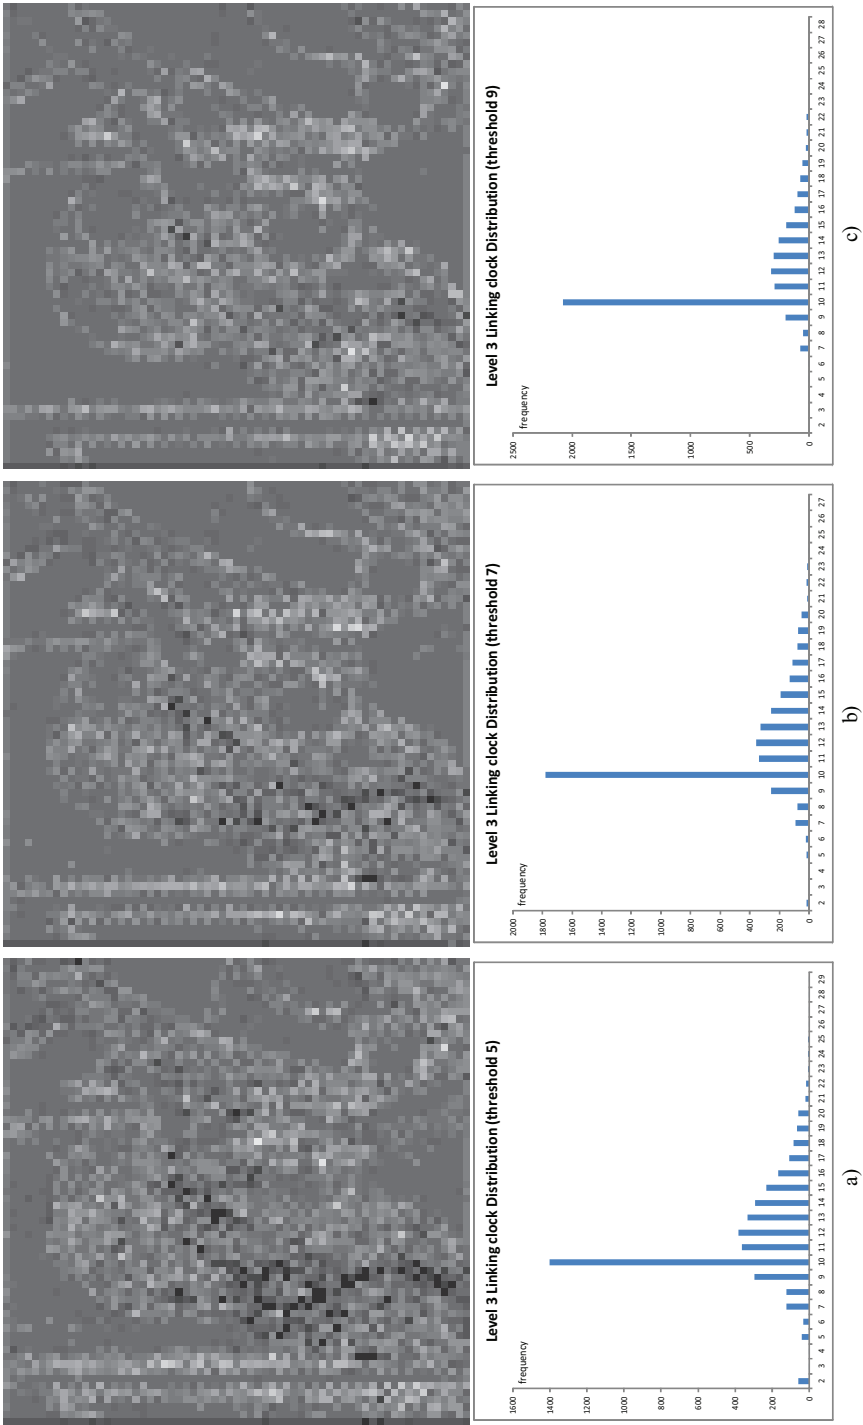 Level 3 Linking clock Distribution (threshold 5)
frequency
1600
1400
1200
1000
800
600
400
200
0
2 3 4 5 6 7 8 9 10 11 12 13 14 15 16 17 18 19 20 21 22 23 24 25 26 27 28 29
a)
Level 3 Linking clock Distribution (threshold 7)
frequency
2000
1800
1600
1400
1200
1000
800
600
400
200
0
2 3 4 5 6 7 8 9 10 11 12 13 14 15 16 17 18 19 20 21 22 23 24 25 26 27
b)
Level 3 Linking clock Distribution (threshold 9)
frequency
2500
2000
1500
1000
500
0
2 3 4 5 6 7 8 9 10 11 12 13 14 15 16 17 18 19 20 21 22 23 24 25 26 27 28
c)